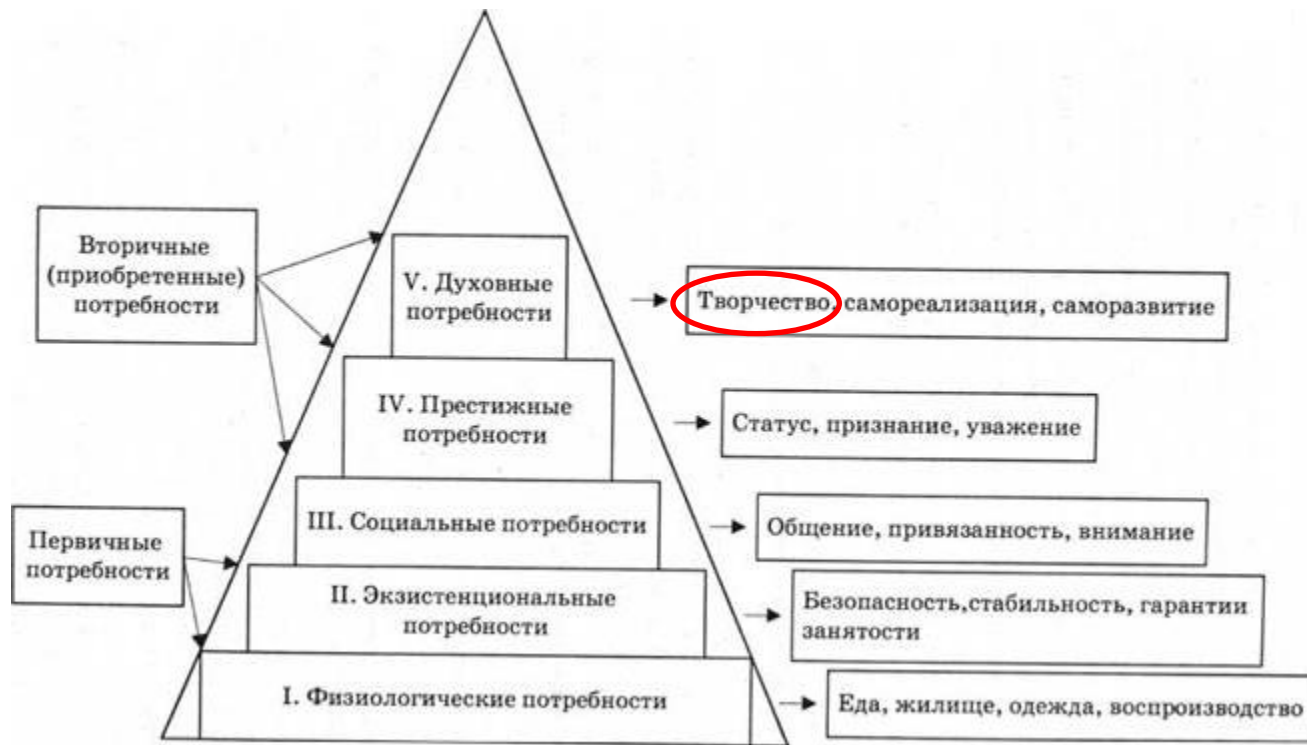 Вторичные
(приобретенные)
потребности
V. Духовные
потребности
Творчество, самореализация, саморазвитие
IV. Престижные
потребности
Статус, признание, уважение
III. Социальные потребности
Общение, привязанность, внимание
Первичные
потребности
II. Экзистенциональные
потребности
Безопасность,стабильность, гарантии
занятости
I. Физиологические потребности
Еда, жилище, одежда, воспроизводство